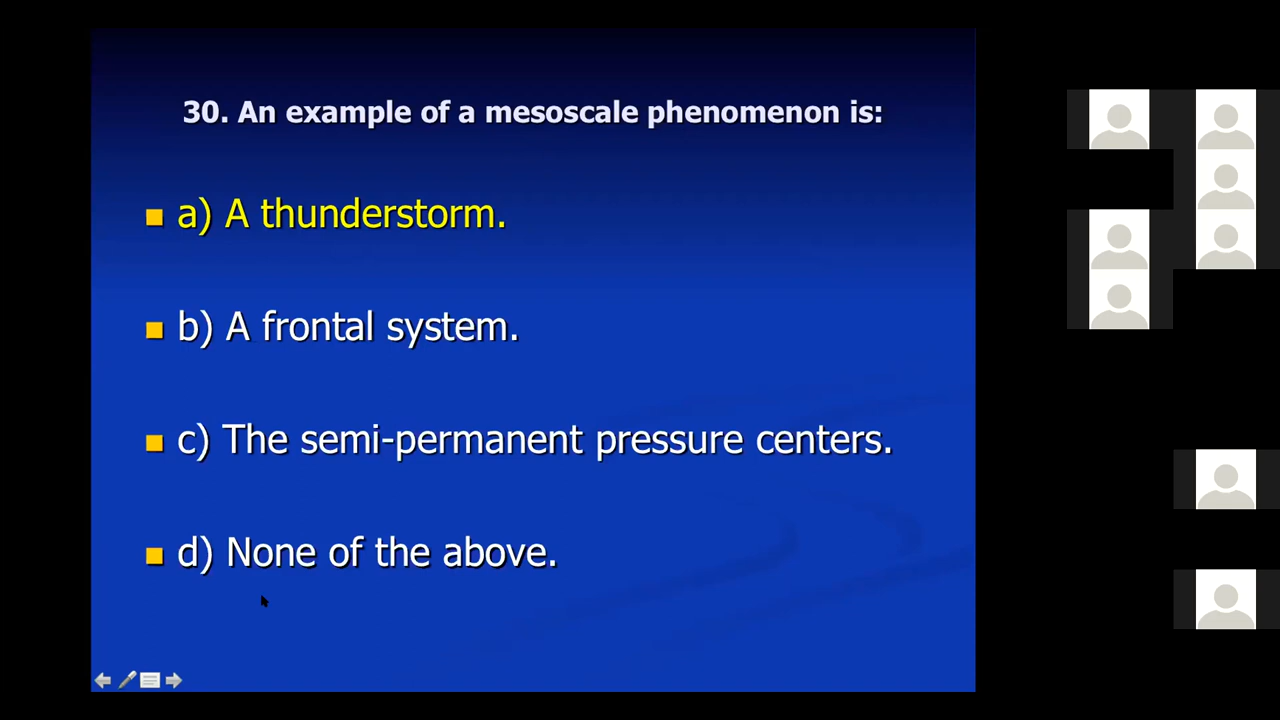 30. An example of a mesoscale phenomenon is:
a) A thunderstorm.
b) A frontal system.
c) The semi-permanent pressure centers.
d) None of the above.